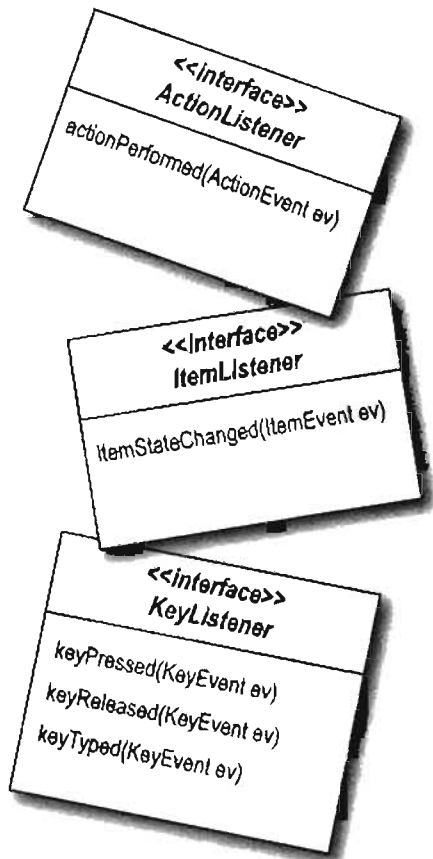 <<interface>>
ActionListener
actionPerformed(ActionEvent ev)
<<interface>>
ItemListener
itemStateChanged(ItemEvent ev)
<<interface>>
KeyListener
keyPressed(KeyEvent ev)
keyReleased(KeyEvent ev)
keyTyped(KeyEvent ev)